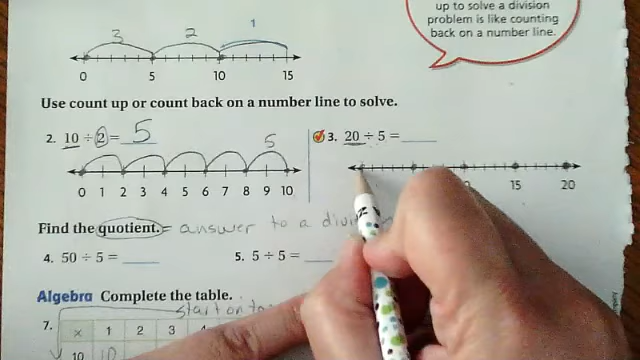 up to solve a division
problem is like counting
back on a number line.
3 2 1
0 5 10 15
Use count up or count back on a number line to solve.
2. 10 ÷ 2 = 5
3. 20 ÷ 5 =
5
0 1 2 3 4 5 6 7 8 9 10
15 20
Find the quotient. = answer to a
4. 50 ÷ 5 =
5. 5 ÷ 5 =
Algebra Complete the table.
start on
7. × 1 2 3 4
10 10